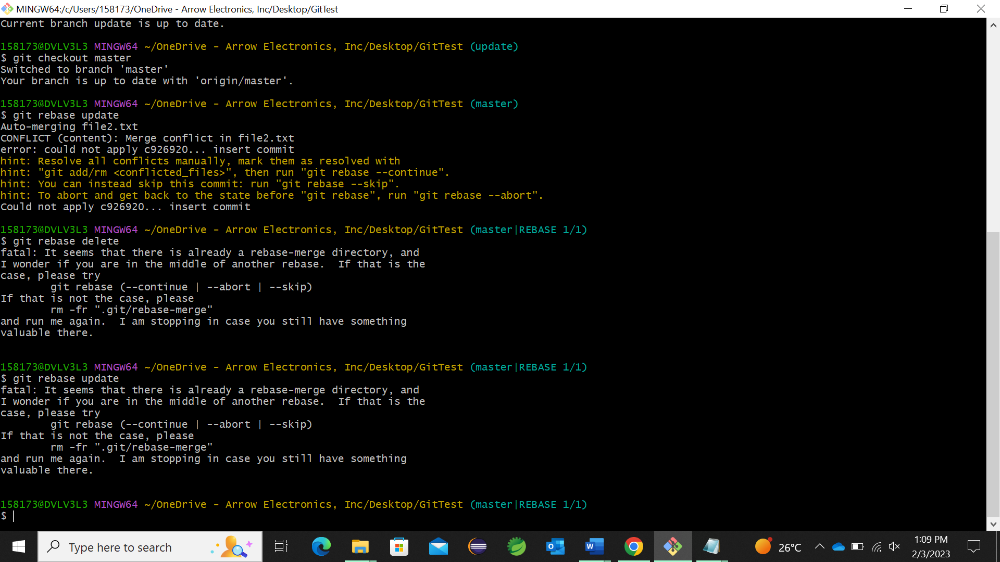 MINGW64:/c/Users/158173/OneDrive - Arrow Electronics, Inc/Desktop/GitTest
Current branch update is up to date.
158173@DVLV3L3 MINGW64 ~/OneDrive - Arrow Electronics, Inc/Desktop/GitTest (update)
$ git checkout master
Switched to branch 'master'
Your branch is up to date with 'origin/master'.
158173@DVLV3L3 MINGW64 ~/OneDrive - Arrow Electronics, Inc/Desktop/GitTest (master)
$ git rebase update
Auto-merging file2.txt
CONFLICT (content): Merge conflict in file2.txt
error: could not apply c926920... insert commit
hint: Resolve all conflicts manually, mark them as resolved with
hint: "git add/rm <conflicted_files>", then run "git rebase --continue".
hint: You can instead skip this commit: run "git rebase --skip".
hint: To abort and get back to the state before "git rebase", run "git rebase --abort".
Could not apply c926920... insert commit
158173@DVLV3L3 MINGW64 ~/OneDrive - Arrow Electronics, Inc/Desktop/GitTest (master|REBASE 1/1)
$ git rebase delete
fatal: It seems that there is already a rebase-merge directory, and
I wonder if you are in the middle of another rebase.  If that is the
case, please try
        git rebase (--continue | --abort | --skip)
If that is not the case, please
        rm -fr ".git/rebase-merge"
and run me again.  I am stopping in case you still have something
valuable there.
158173@DVLV3L3 MINGW64 ~/OneDrive - Arrow Electronics, Inc/Desktop/GitTest (master|REBASE 1/1)
$ git rebase update
fatal: It seems that there is already a rebase-merge directory, and
I wonder if you are in the middle of another rebase.  If that is the
case, please try
        git rebase (--continue | --abort | --skip)
If that is not the case, please
        rm -fr ".git/rebase-merge"
and run me again.  I am stopping in case you still have something
valuable there.
158173@DVLV3L3 MINGW64 ~/OneDrive - Arrow Electronics, Inc/Desktop/GitTest (master|REBASE 1/1)
$
Type here to search
26°C
1:09 PM
2/3/2023